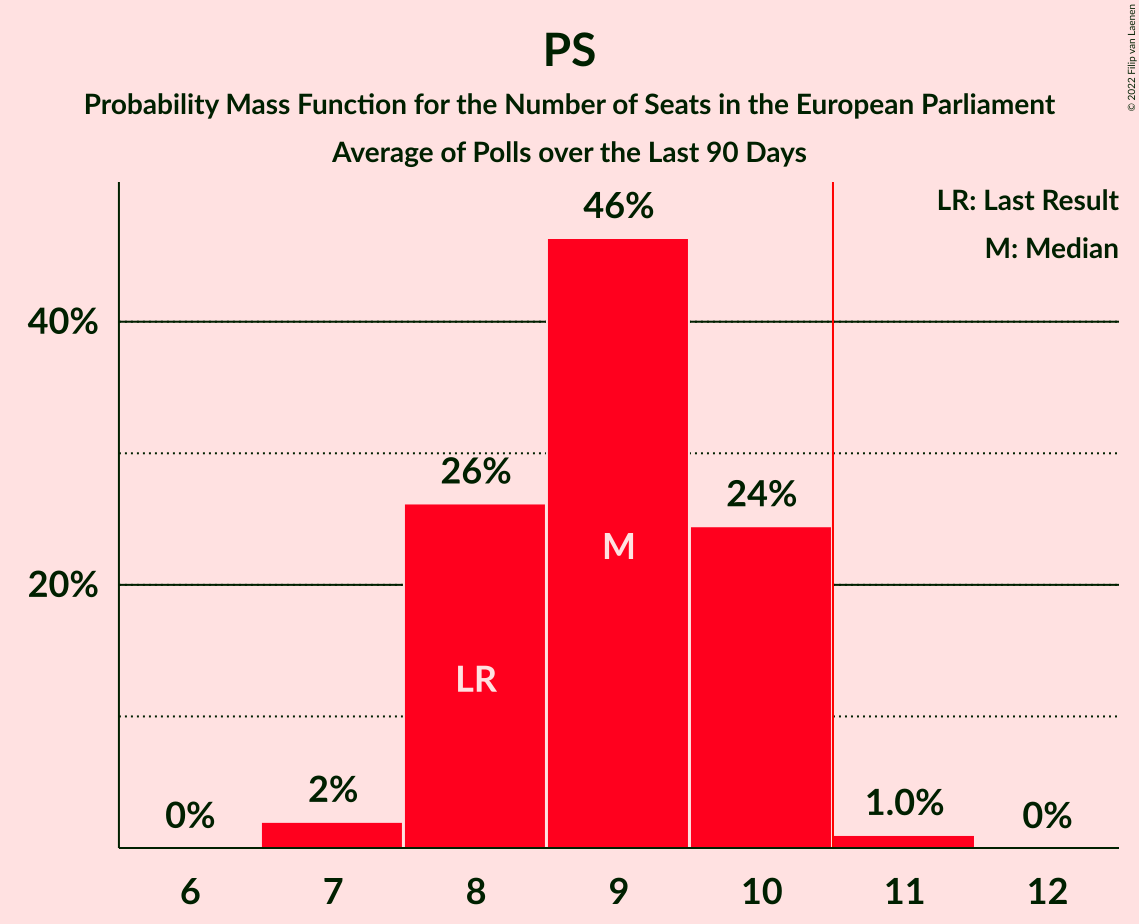 PS
Probability Mass Function for the Number of Seats in the European Parliament
Average of Polls over the Last 90 Days
© 2022 Filip van Laenen
LR: Last Result
M: Median
46%
40%
26%
24%
M
20%
LR
2%
1.0%
0%
0%
6 7 8 9 10 11 12